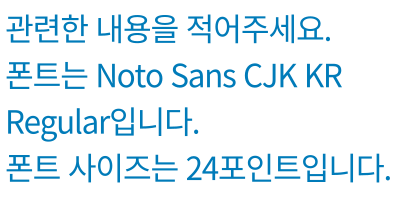 관련한 내용을 적어주세요.
폰트는 Noto Sans CJK KR
Regular입니다.
폰트 사이즈는 24포인트입니다.